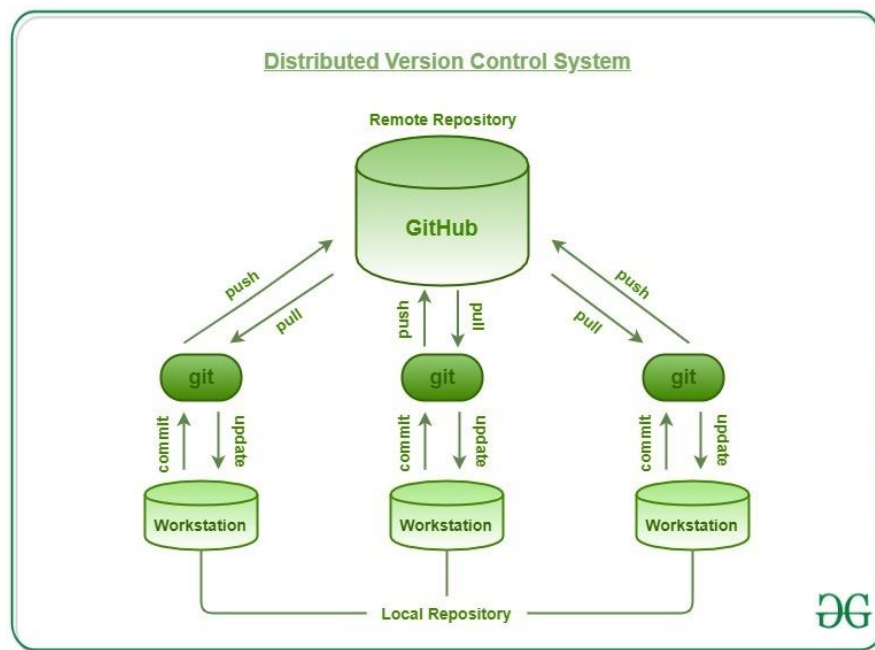 Distributed Version Control System
Remote Repository
GitHub
push
pull
push
pull
push
pull
git
git
git
commit
update
commit
update
commit
update
Workstation
Workstation
Workstation
Local Repository